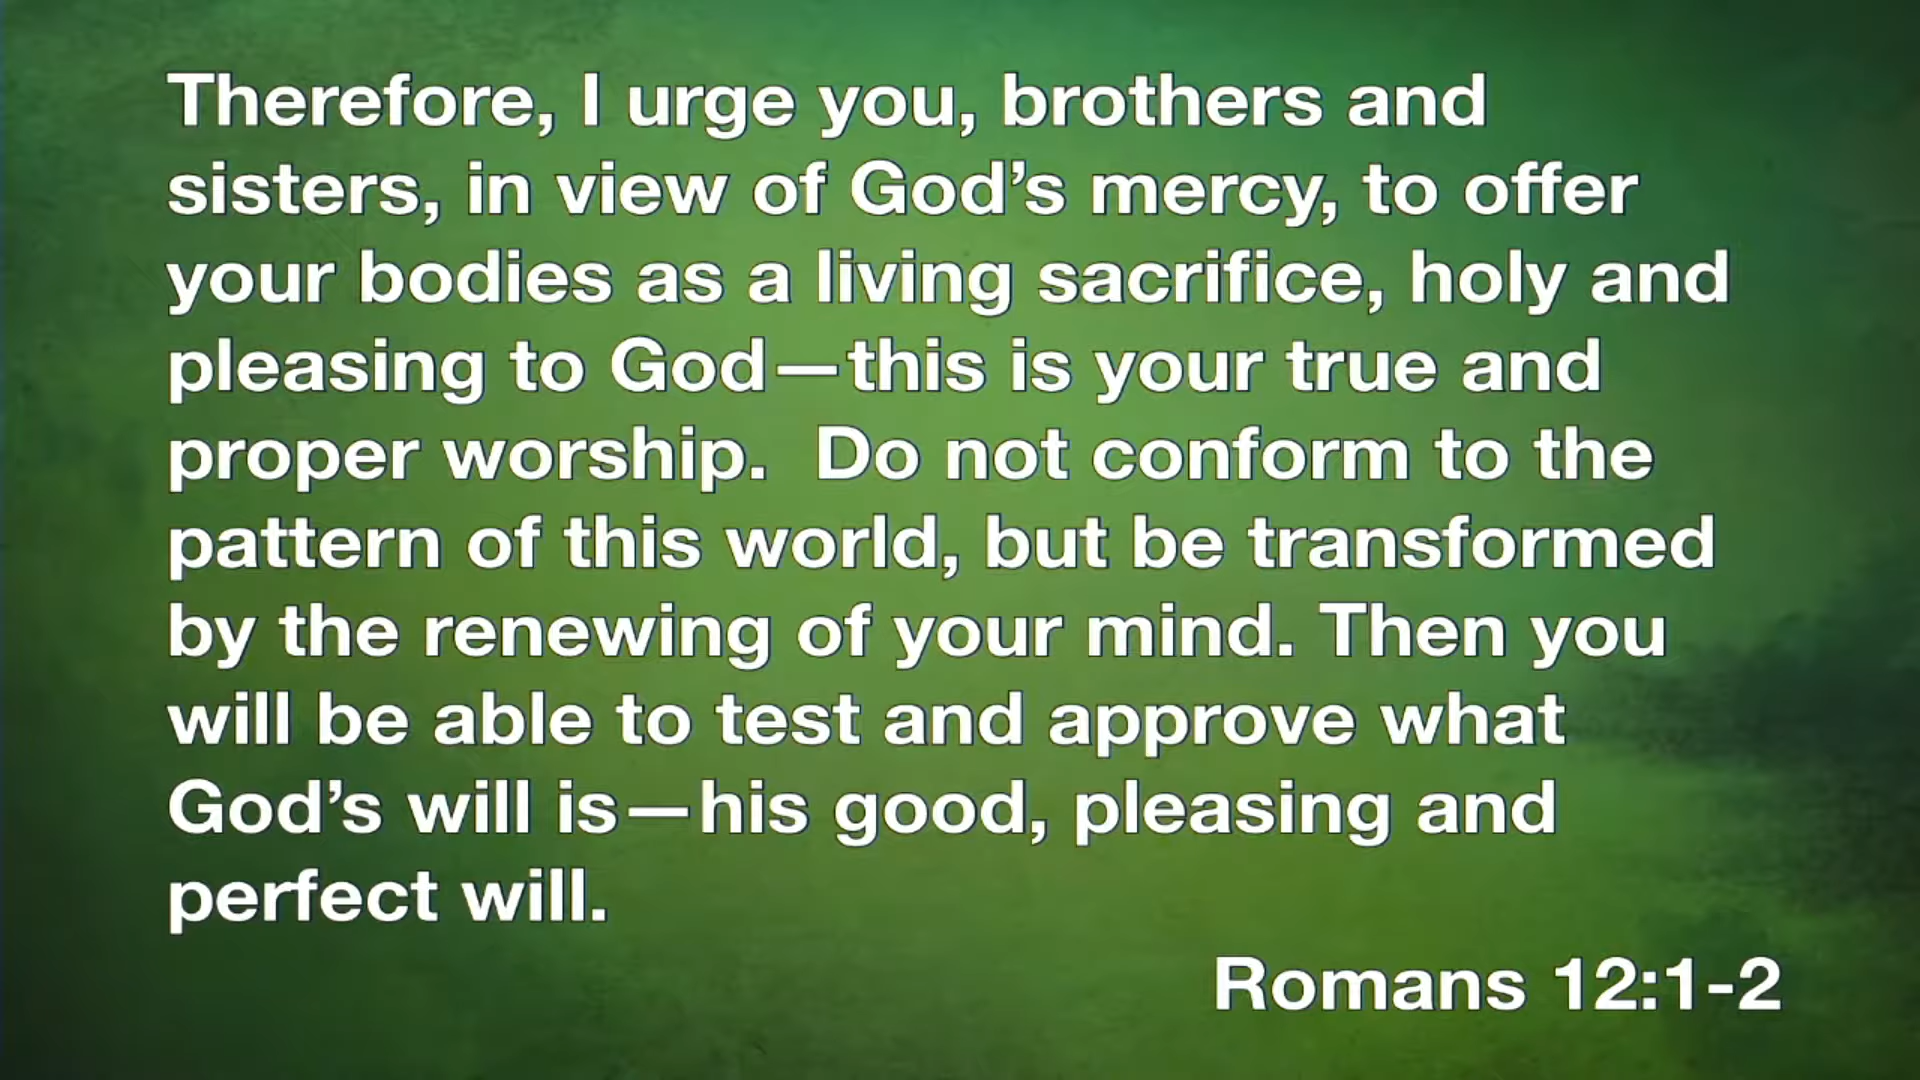 Therefore, I urge you, brothers and
sisters, in view of God’s mercy, to offer
your bodies as a living sacrifice, holy and
pleasing to God—this is your true and
proper worship.  Do not conform to the
pattern of this world, but be transformed
by the renewing of your mind. Then you
will be able to test and approve what
God’s will is—his good, pleasing and
perfect will.
Romans 12:1-2